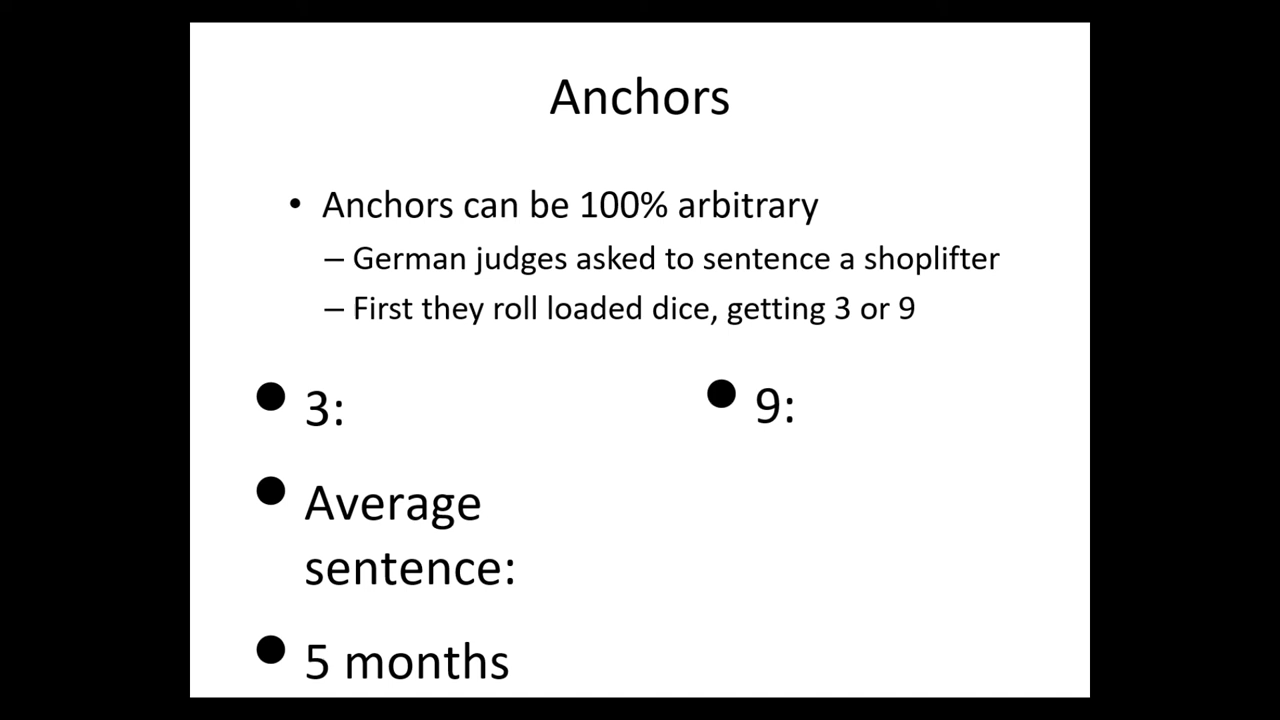 Anchors
• Anchors can be 100% arbitrary
– German judges asked to sentence a shoplifter
– First they roll loaded dice, getting 3 or 9
• 3:
• Average
sentence:
• 5 months
• 9: